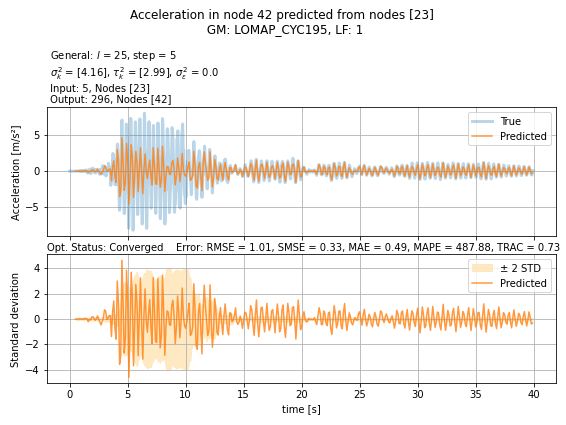 Acceleration in node 42 predicted from nodes [23]
GM: LOMAP_CYC195, LF: 1
General: l = 25, step = 5
σ²ₖ = [4.16], τ²ₖ = [2.99], σ²ε = 0.0
Input: 5, Nodes [23]
Output: 296, Nodes [42]
Acceleration [m/s²]
5
0
−5
True
Predicted
Opt. Status: Converged    Error: RMSE = 1.01, SMSE = 0.33, MAE = 0.49, MAPE = 487.88, TRAC = 0.73
Standard deviation
4
2
0
−2
−4
± 2 STD
Predicted
0 5 10 15 20 25 30 35 40
time [s]